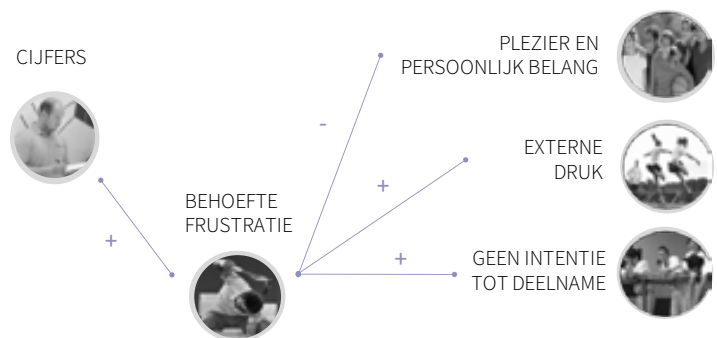 CIJFERS
PLEZIER EN
PERSOONLIJK BELANG
-
EXTERNE
DRUK
+
BEHOEFTE
FRUSTRATIE
+
+
GEEN INTENTIE
TOT DEELNAME